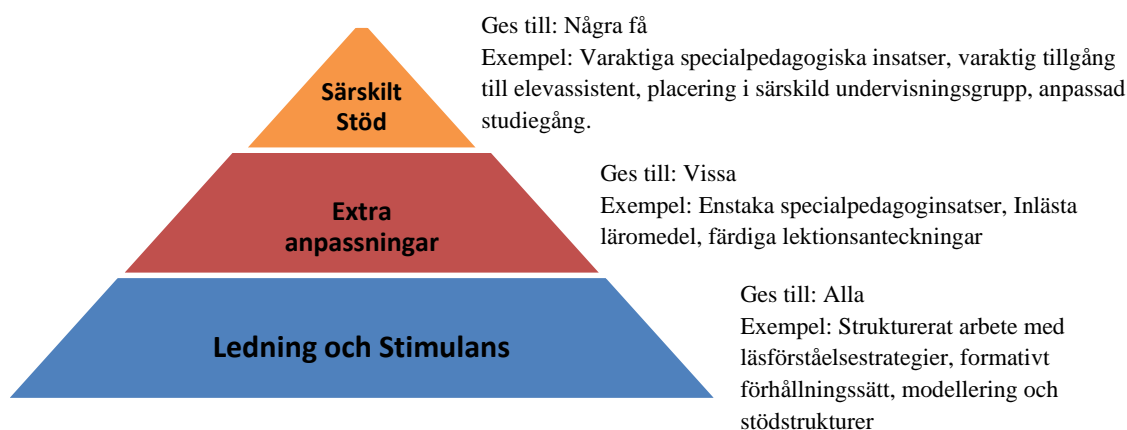 Ges till: Några få
Exempel: Varaktiga specialpedagogiska insatser, varaktig tillgång
till elevassistent, placering i särskild undervisningsgrupp, anpassad
studiegång.
Särskilt
Stöd
Ges till: Vissa
Exempel: Enstaka specialpedagoginsatser, Inlästa
läromedel, färdiga lektionsanteckningar
Extra
anpassningar
Ges till: Alla
Exempel: Strukturerat arbete med
läsförståelsestrategier, formativt
förhållningssätt, modellering och
stödstrukturer
Ledning och Stimulans